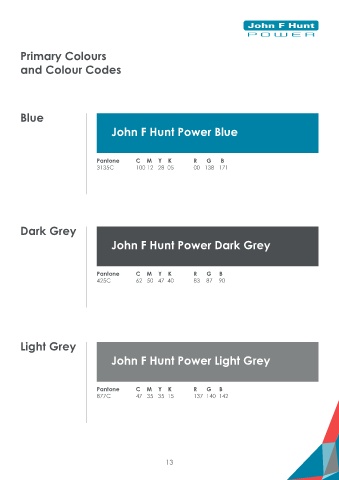 John F Hunt
POWER
Primary Colours
and Colour Codes
Blue
John F Hunt Power Blue
Pantone C M Y K R G B
3135C 100 12 28 05 00 138 171
Dark Grey
John F Hunt Power Dark Grey
Pantone C M Y K R G B
425C 62 50 47 40 83 87 90
Light Grey
John F Hunt Power Light Grey
Pantone C M Y K R G B
877C 47 35 35 15 137 140 142
13